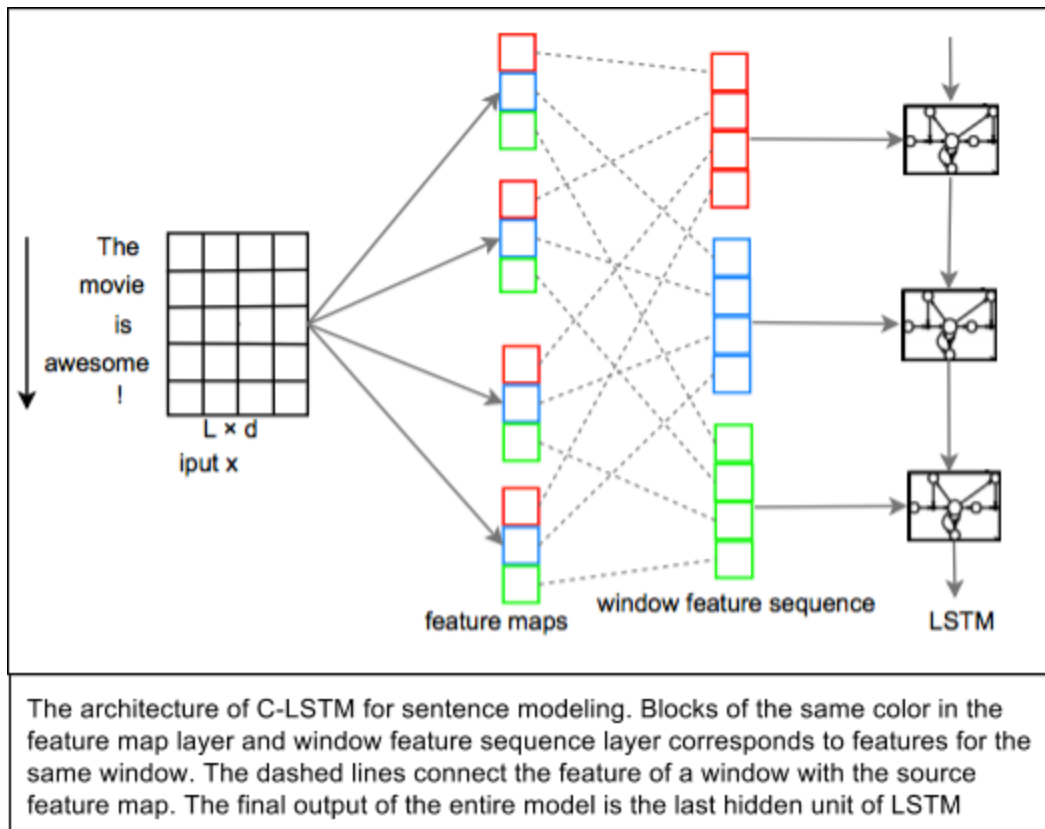 The
movie
is
awesome
!
L × d
iput x
feature maps
window feature sequence
LSTM
The architecture of C-LSTM for sentence modeling. Blocks of the same color in the
feature map layer and window feature sequence layer corresponds to features for the
same window. The dashed lines connect the feature of a window with the source
feature map. The final output of the entire model is the last hidden unit of LSTM